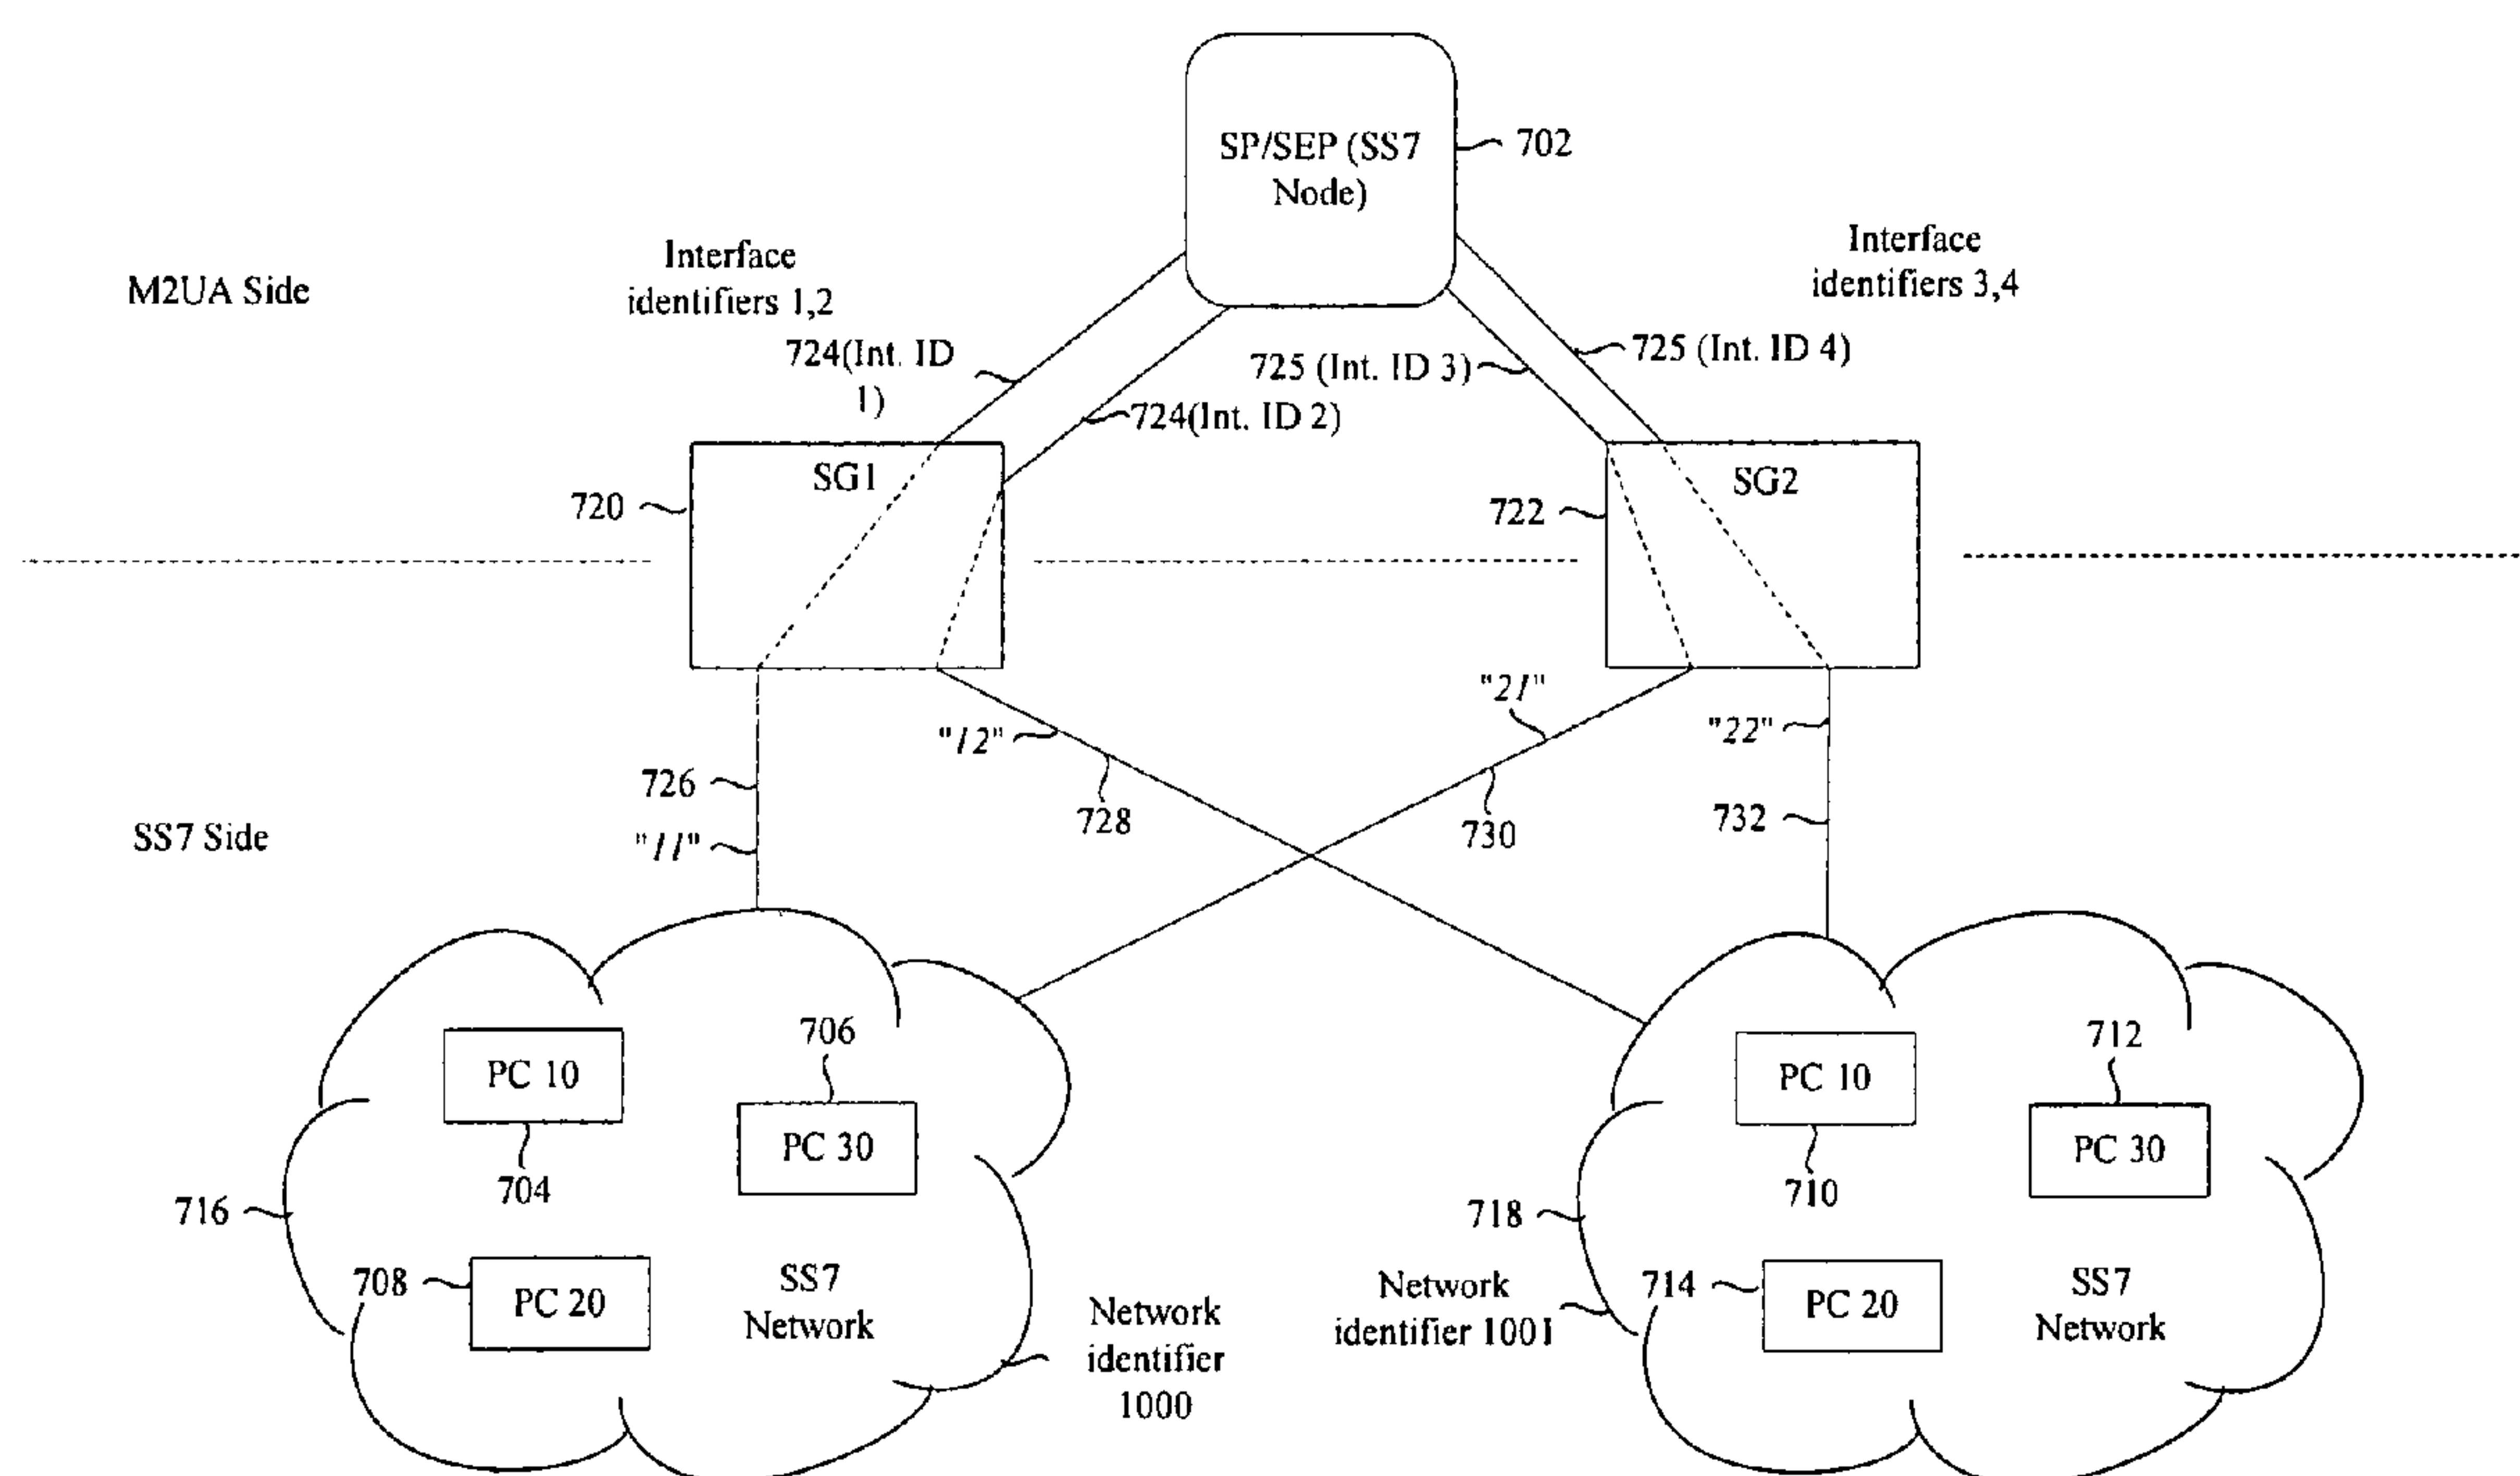 SP/SEP (SS7
Node)
702
M2UA Side
Interface
identifiers 1,2
Interface
identifiers 3,4
724(Int. ID
1)
724(Int. ID 2)
725 (Int. ID 3)
725 (Int. ID 4)
SG1
720
SG2
722
"12"
"21"
"22"
726
728
730
732
"11"
SS7 Side
PC 10
704
706
PC 30
716
708
PC 20
SS7
Network
Network
identifier
1000
PC 10
710
712
PC 30
718
Network
identifier 1001
714
PC 20
SS7
Network